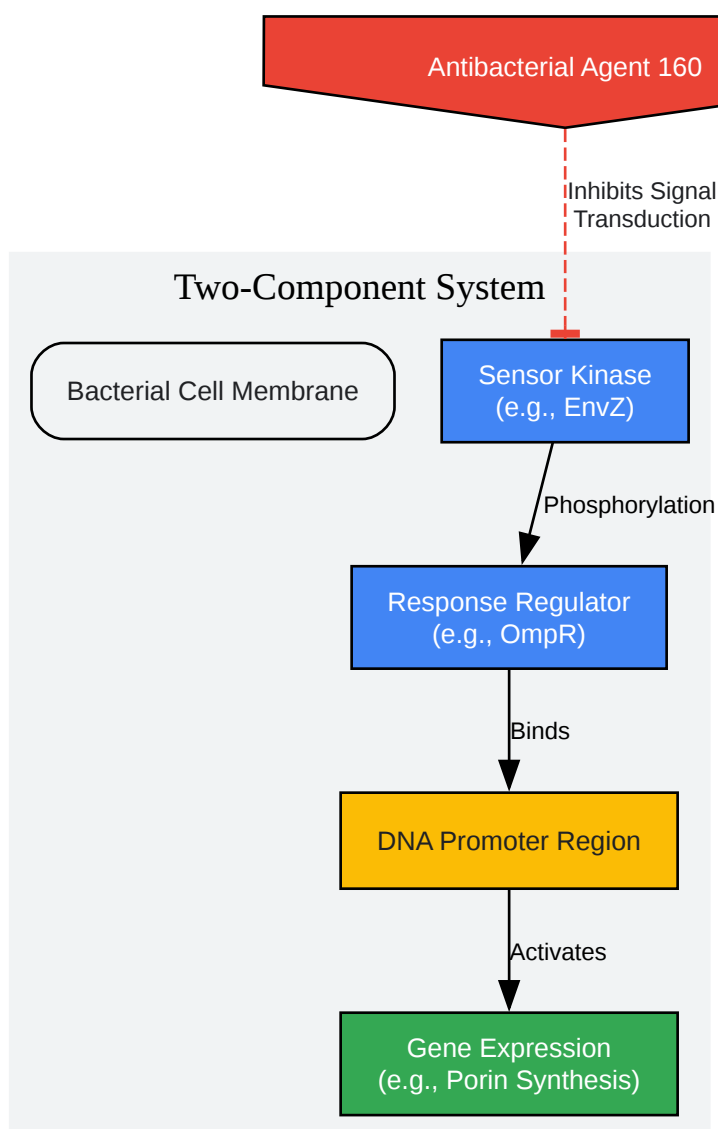 Antibacterial Agent 160
Inhibits Signal
Transduction
Two-Component System
Bacterial Cell Membrane
Sensor Kinase
(e.g., EnvZ)
Phosphorylation
Response Regulator
(e.g., OmpR)
Binds
DNA Promoter Region
Activates
Gene Expression
(e.g., Porin Synthesis)